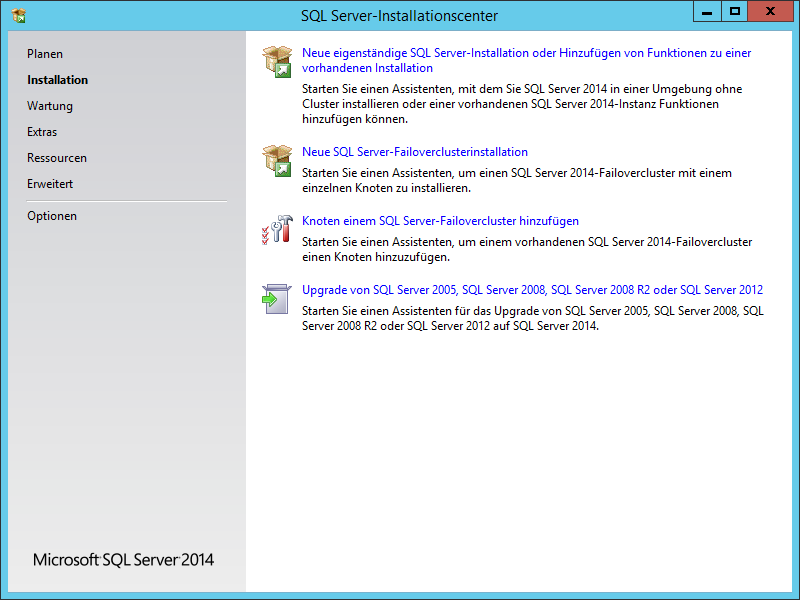 SQL Server-Installationscenter
Planen
Installation
Wartung
Extras
Ressourcen
Erweitert
Optionen
Microsoft SQL Server 2014
Neue eigenständige SQL Server-Installation oder Hinzufügen von Funktionen zu einer
vorhandenen Installation
Starten Sie einen Assistenten, mit dem Sie SQL Server 2014 in einer Umgebung ohne
Cluster installieren oder einer vorhandenen SQL Server 2014-Instanz Funktionen
hinzufügen können.
Neue SQL Server-Failoverclusterinstallation
Starten Sie einen Assistenten, um einen SQL Server 2014-Failovercluster mit einem
einzelnen Knoten zu installieren.
Knoten einem SQL Server-Failovercluster hinzufügen
Starten Sie einen Assistenten, um einem vorhandenen SQL Server 2014-Failovercluster
einen Knoten hinzuzufügen.
Upgrade von SQL Server 2005, SQL Server 2008, SQL Server 2008 R2 oder SQL Server 2012
Starten Sie einen Assistenten für das Upgrade von SQL Server 2005, SQL Server 2008, SQL
Server 2008 R2 oder SQL Server 2012 auf SQL Server 2014.